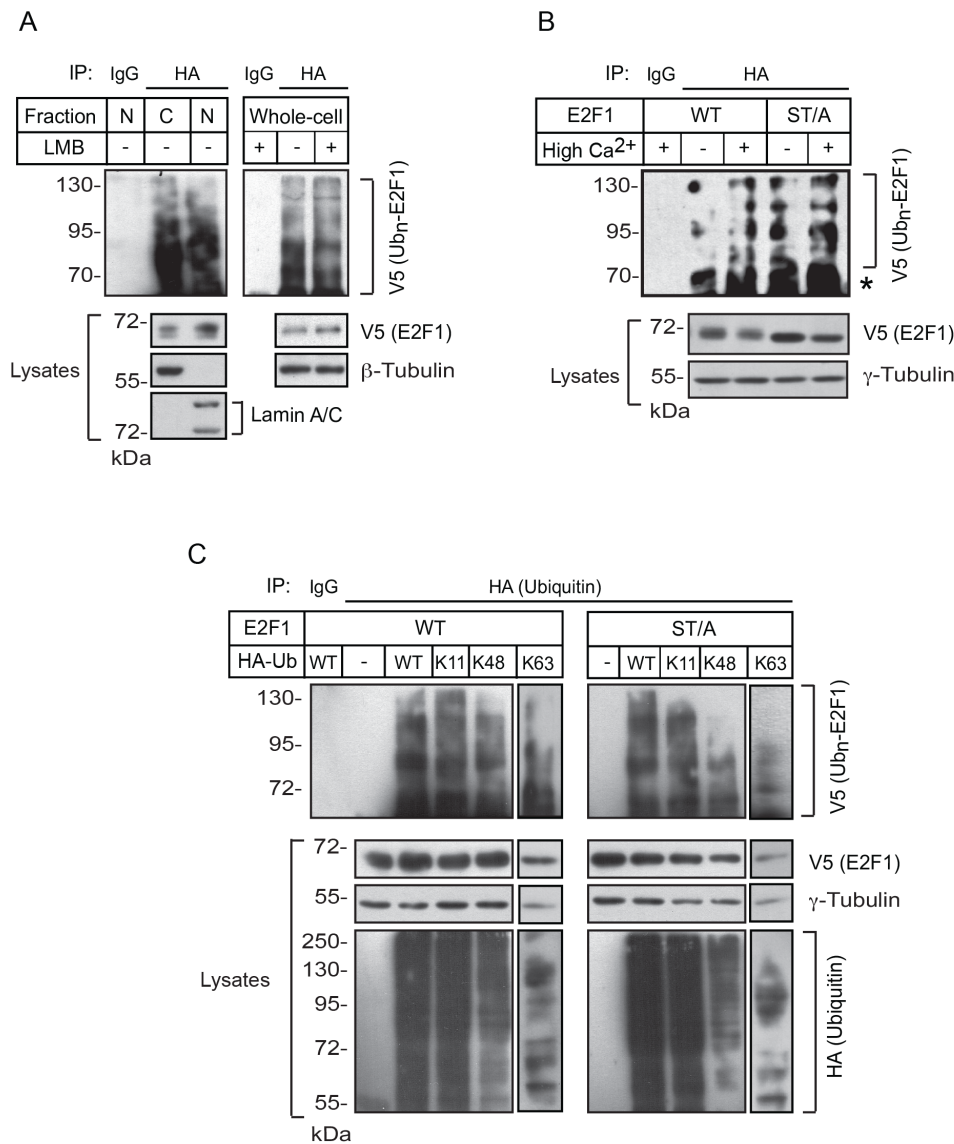 A
IP: IgG HA IgG HA
Fraction N C N Whole-cell
LMB - - - + - +
130-
95-
70-
V5 (Ubn-E2F1)
72-
V5 (E2F1)
Lysates
55-
β-Tubulin
72-
Lamin A/C
kDa
B
IP: IgG HA
E2F1 WT ST/A
High Ca2+ + - + - +
130-
95-
70-
*
V5 (Ubn-E2F1)
72-
V5 (E2F1)
Lysates
55-
γ-Tubulin
kDa
C
IP: IgG HA (Ubiquitin)
E2F1 WT ST/A
HA-Ub WT - WT K11 K48 K63 - WT K11 K48 K63
130-
95-
72-
V5 (Ubn-E2F1)
72-
V5 (E2F1)
55-
γ-Tubulin
Lysates
250-
130-
95-
72-
55-
HA (Ubiquitin)
kDa